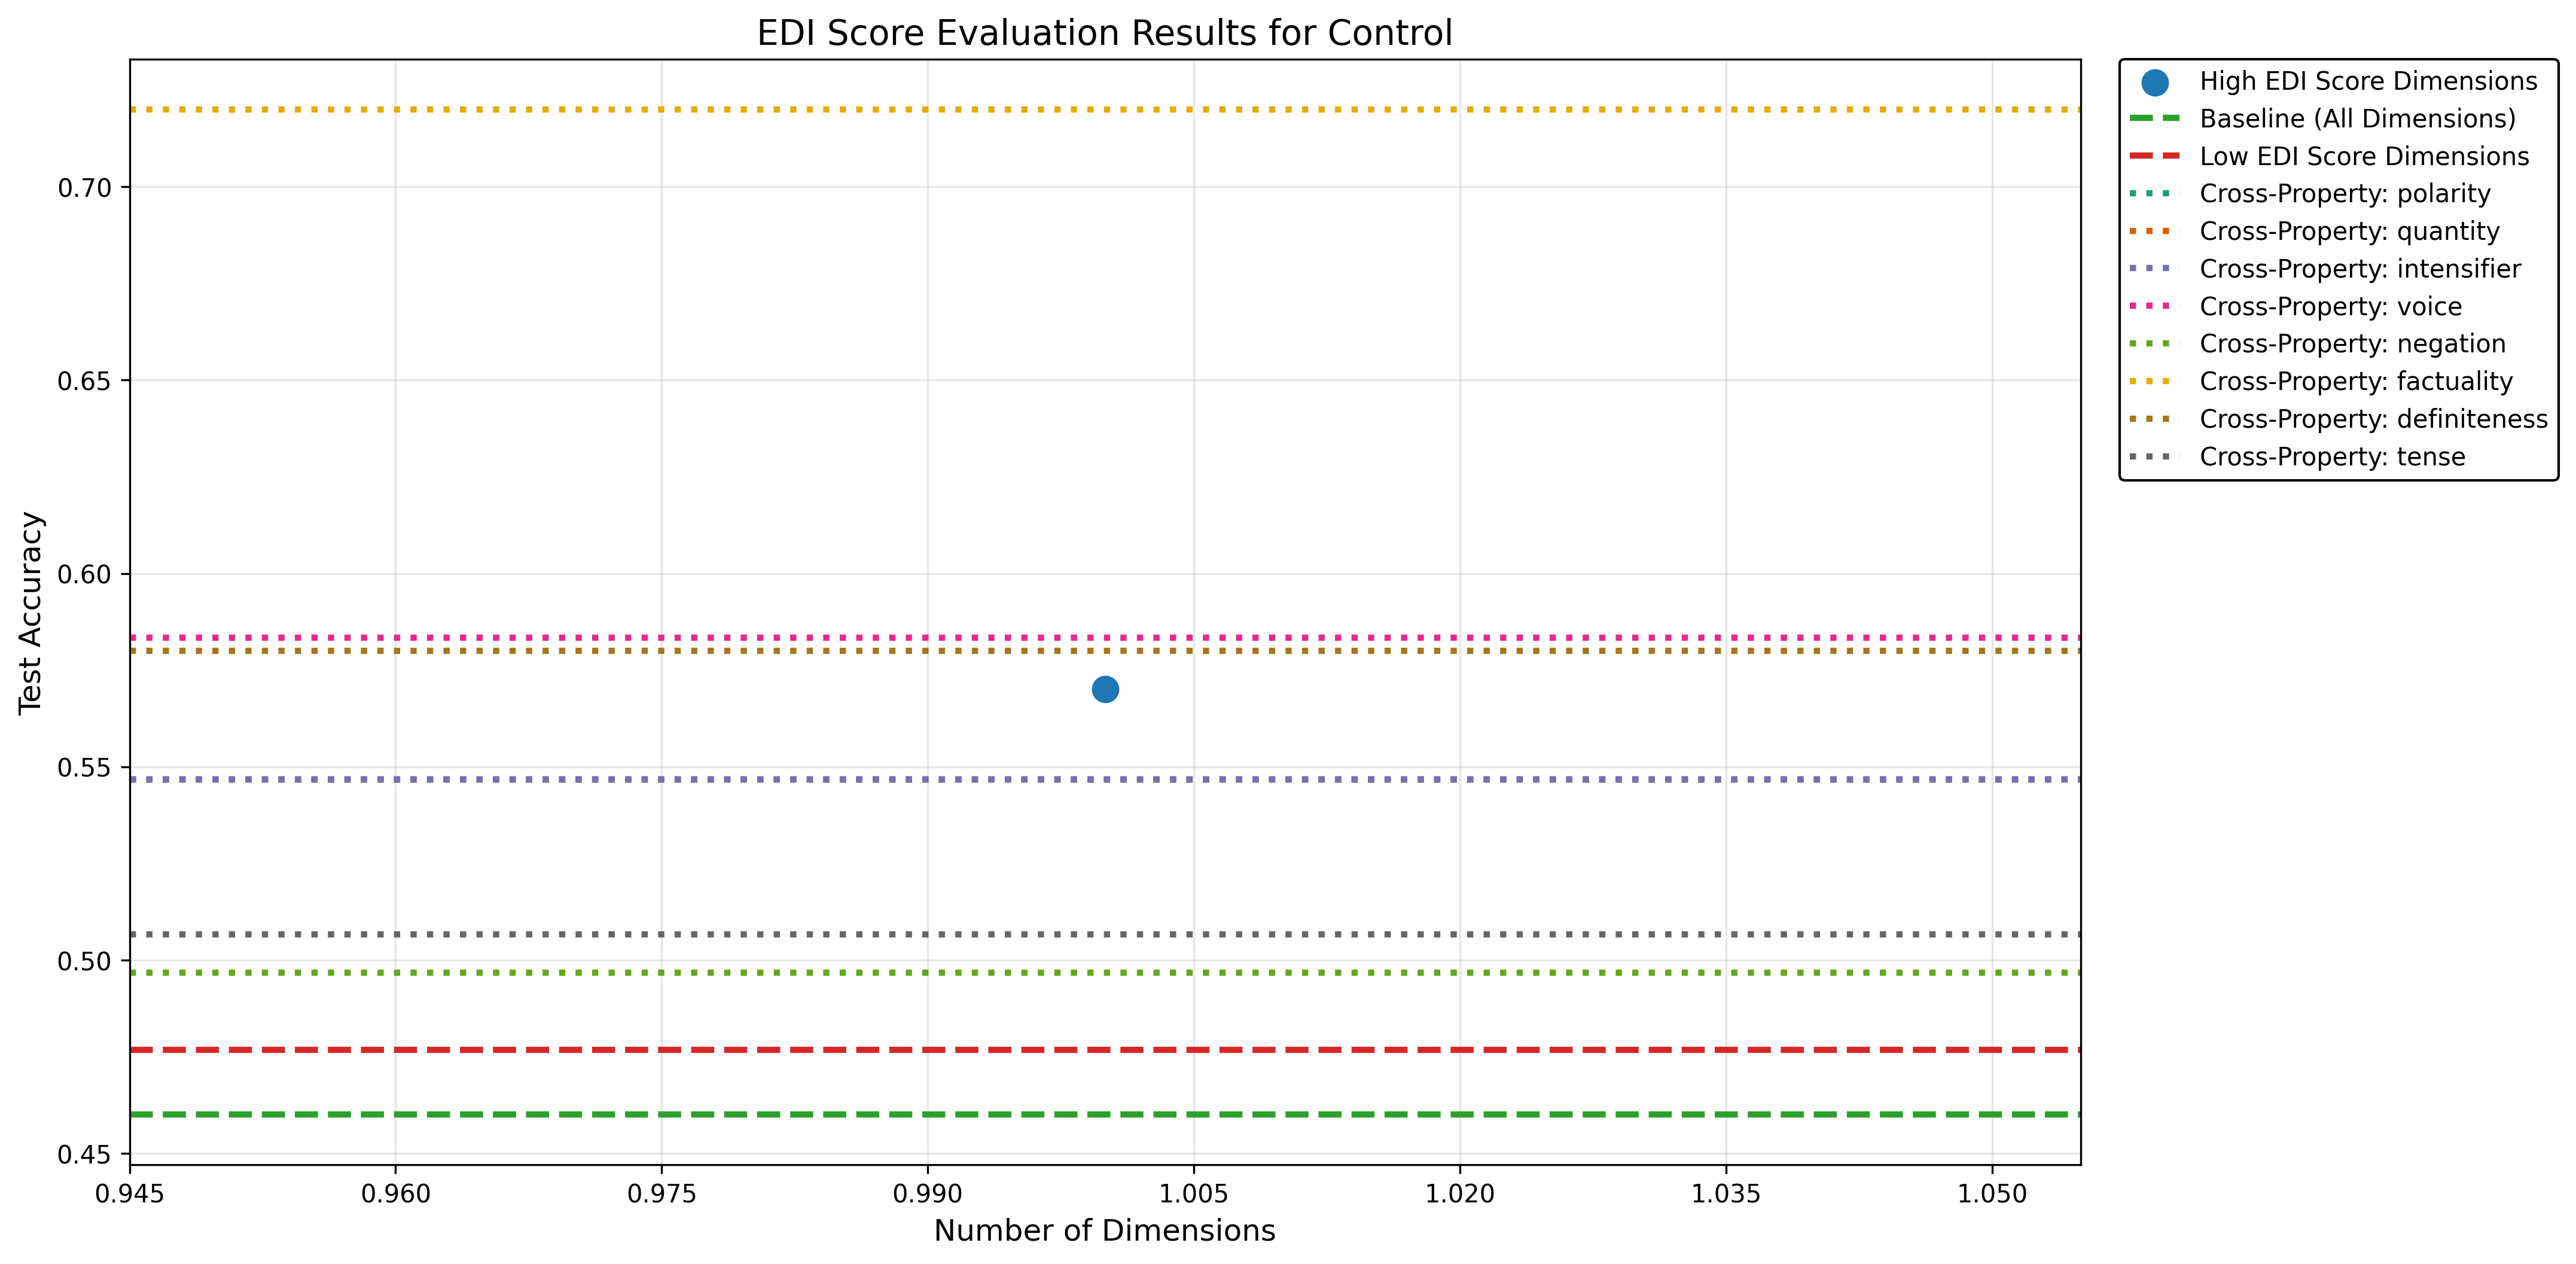 EDI Score Evaluation Results for Control
High EDI Score Dimensions
Baseline (All Dimensions)
Low EDI Score Dimensions
Cross-Property: polarity
Cross-Property: quantity
Cross-Property: intensifier
Cross-Property: voice
Cross-Property: negation
Cross-Property: factuality
Cross-Property: definiteness
Cross-Property: tense
Test Accuracy
0.70
0.65
0.60
0.55
0.50
0.45
0.945 0.960 0.975 0.990 1.005 1.020 1.035 1.050
Number of Dimensions